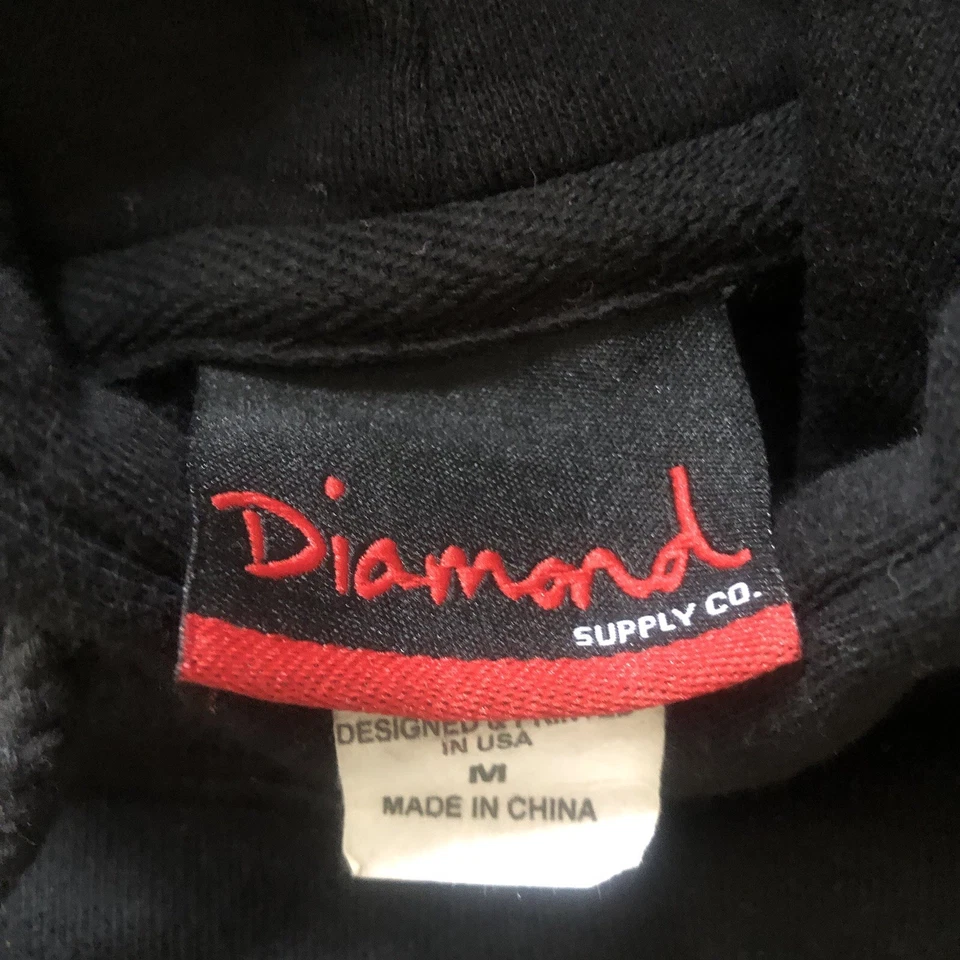 Diamond
SUPPLY CO.
DESIGNED & PRINTED
IN USA
M
MADE IN CHINA